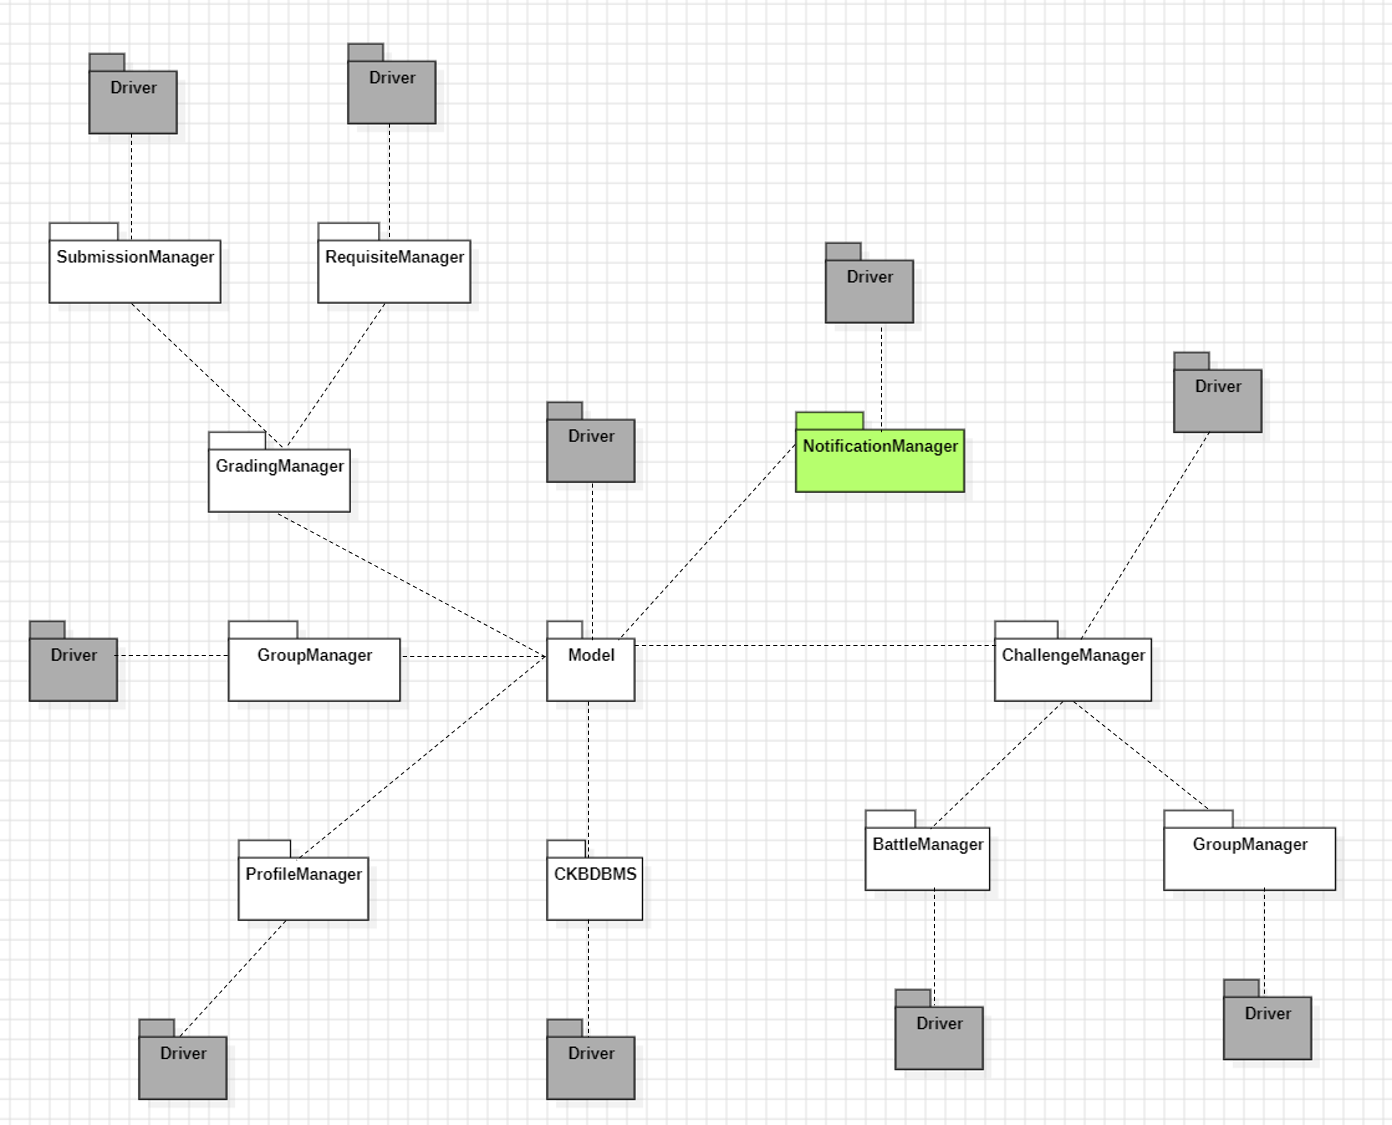 Driver
Driver
SubmissionManager
RequisiteManager
Driver
Driver
Driver
NotificationManager
GradingManager
Driver
GroupManager
Model
ChallengeManager
BattleManager
GroupManager
ProfileManager
CKBDBMS
Driver
Driver
Driver
Driver